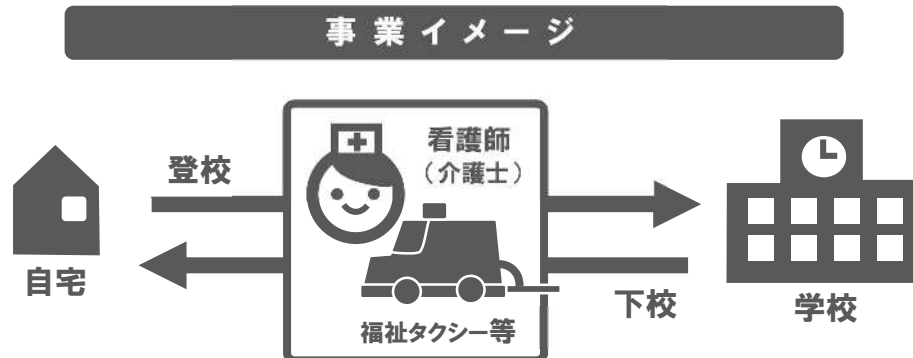 事業イメージ
看護師
（介護士）
登校
自宅
福祉タクシー等
下校
学校